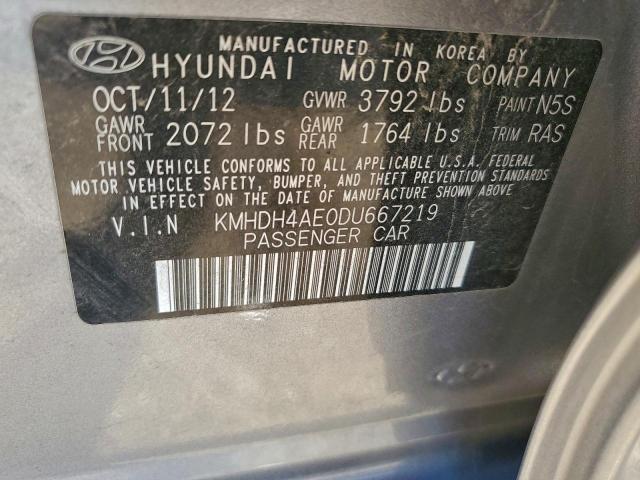 MANUFACTURED IN KOREA BY
HYUNDAI MOTOR COMPANY
OCT/11/12 GVWR 3792 lbs PAINT N5S
GAWR FRONT 2072 lbs GAWR REAR 1764 lbs TRIM RAS
THIS VEHICLE CONFORMS TO ALL APPLICABLE U.S.A. FEDERAL
MOTOR VEHICLE SAFETY, BUMPER, AND THEFT PREVENTION STANDARDS
IN EFFECT ON THE DATE OF MANUFACTURE SHOWN ABOVE.
V.I.N KMHDH4AE0DU667219
PASSENGER CAR